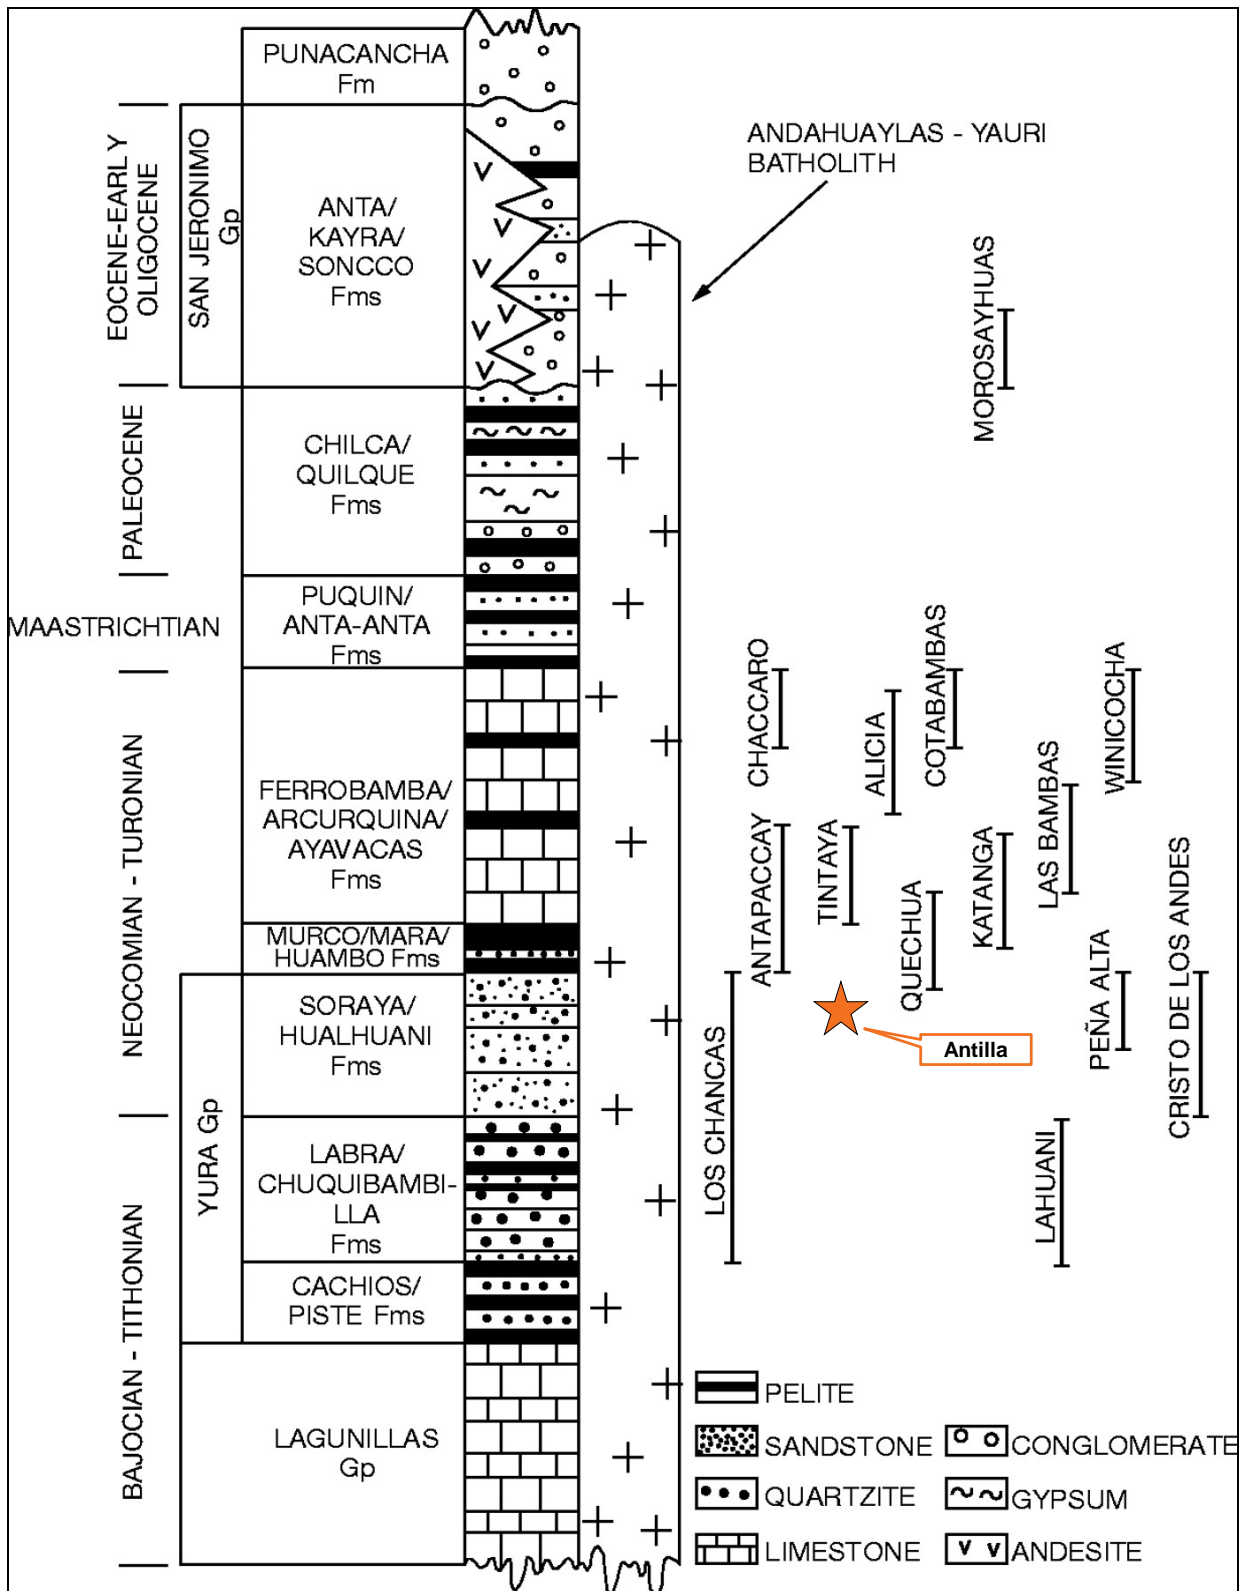 PUNACANCHA
Fm
EOCENE-EARLY
OLIGOCENE
SAN JERONIMO
Gp
ANTA/
KAYRA/
SONCCO
Fms
PALEOCENE
CHILCA/
QUILQUE
Fms
MAASTRICHTIAN
PUQUIN/
ANTA-ANTA
Fms
NEOCOMIAN - TURONIAN
FERROBAMBA/
ARCURQUINA/
AYAVACAS
Fms
MURCO/MARA/
HUAMBO Fms
YURA Gp
SORAYA/
HUALHUANI
Fms
BAJOCIAN - TITHONIAN
LABRA/
CHUQUIBAMBI-
LLA
Fms
CACHIOS/
PISTE Fms
LAGUNILLAS
Gp
ANDAHUAYLAS - YAURI
BATHOLITH
MOROSAYHUAS
CHACCARO
ALICIA
COTABAMBAS
WINICOCHA
ANTAPACCAY
TINTAYA
QUECHUA
KATANGA
LAS BAMBAS
PEÑA ALTA
CRISTO DE LOS ANDES
LOS CHANCAS
Antilla
LAHUANI
PELITE
SANDSTONE
CONGLOMERATE
QUARTZITE
GYPSUM
LIMESTONE
ANDESITE